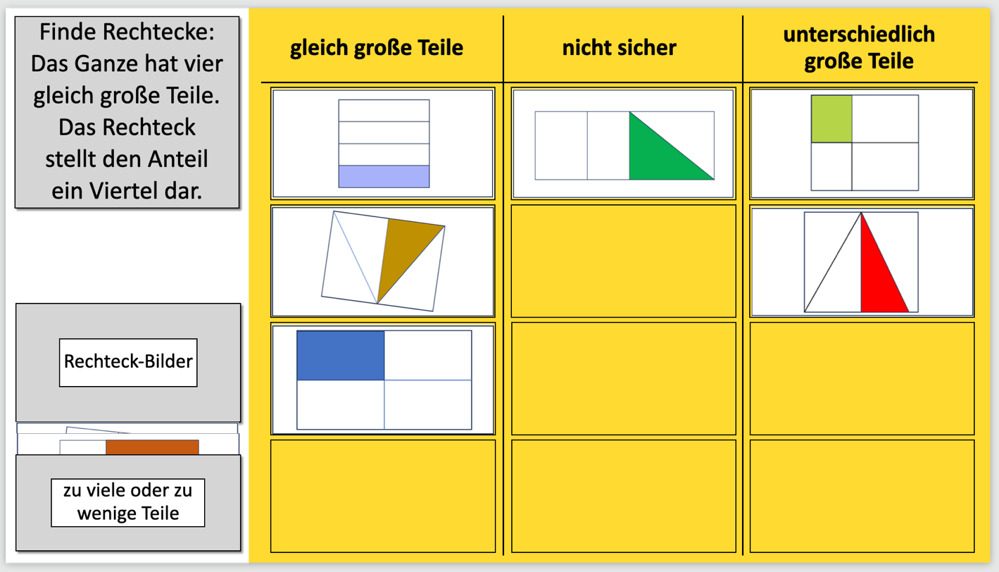 Finde Rechtecke:
Das Ganze hat vier
gleich große Teile.
Das Rechteck
stellt den Anteil
ein Viertel dar.
gleich große Teile
nicht sicher
unterschiedlich
große Teile
Rechteck-Bilder
zu viele oder zu
wenige Teile